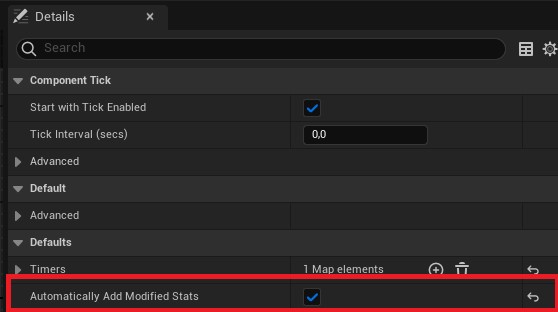 Details
Search
Component Tick
Start with Tick Enabled
Tick Interval (secs) 0,0
Advanced
Default
Advanced
Defaults
Timers 1 Map elements
Automatically Add Modified Stats